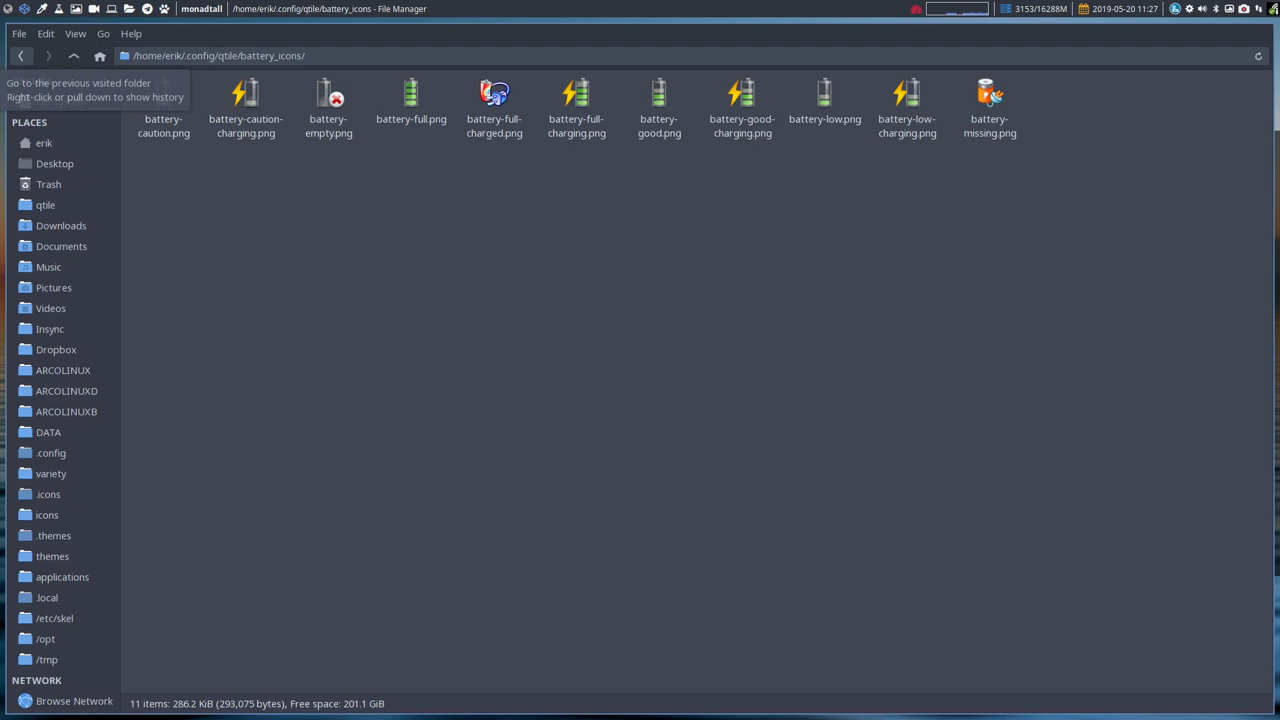 monadtall /home/erik/.config/qtile/battery_icons - File Manager 3153/16288M 2019-05-20 11:27
File Edit View Go Help
/home/erik/.config/qtile/battery_icons/
Go to the previous visited folder
Right-click or pull down to show history
battery-
caution.png
battery-caution-
charging.png
battery-
empty.png
battery-full.png
battery-full-
charged.png
battery-full-
charging.png
battery-
good.png
battery-good-
charging.png
battery-low.png
battery-low-
charging.png
battery-
missing.png
PLACES
erik
Desktop
Trash
qtile
Downloads
Documents
Music
Pictures
Videos
Insync
Dropbox
ARCOLINUX
ARCOLINUXD
ARCOLINUXB
DATA
.config
variety
.icons
icons
.themes
themes
applications
.local
/etc/skel
/opt
/tmp
NETWORK
Browse Network
11 items: 286.2 KiB (293,075 bytes), Free space: 201.1 GiB